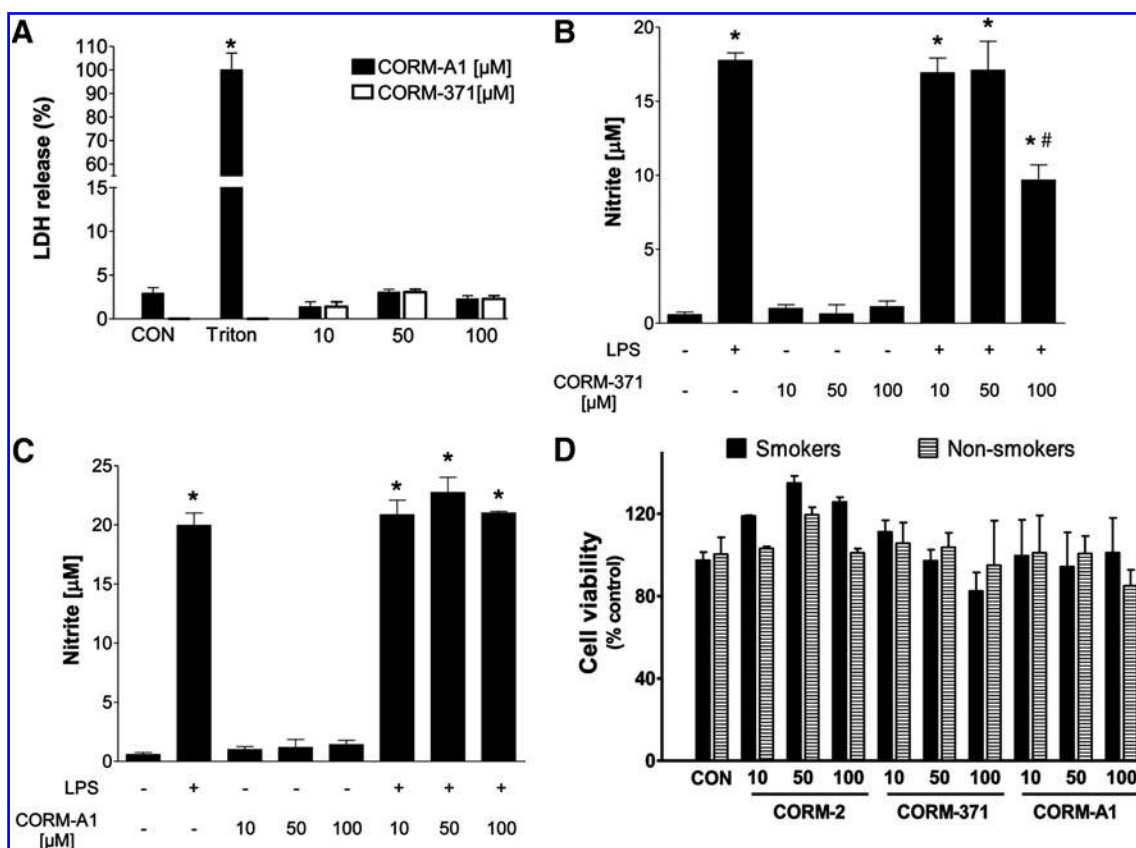 A
LDH release (%)
110
100
90
80
70
60
15
10
5
0
*
CORM-A1 [µM]
CORM-371[µM]
CON Triton 10 50 100
B
Nitrite [µM]
20
15
10
5
0
* * * * #
LPS - + - - - + + +
CORM-371 - - 10 50 100 10 50 100
[µM]
C
Nitrite [µM]
25
20
15
10
5
0
* * * *
LPS - + - - - + + +
CORM-A1 - - 10 50 100 10 50 100
[µM]
D
Smokers Non-smokers
Cell viability
(% control)
120
80
40
0
CON 10 50 100 10 50 100 10 50 100
CORM-2 CORM-371 CORM-A1